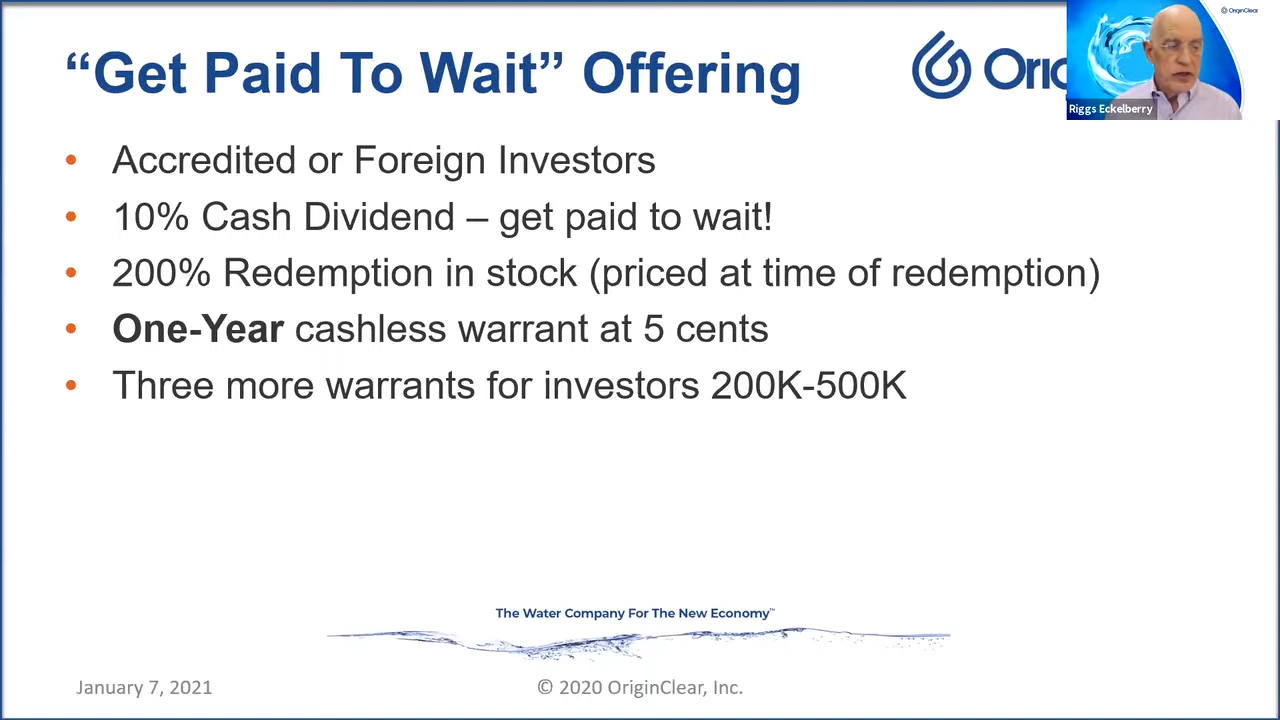 “Get Paid To Wait” Offering
OriginClear
Riggs Eckelberry
• Accredited or Foreign Investors
• 10% Cash Dividend – get paid to wait!
• 200% Redemption in stock (priced at time of redemption)
• One-Year cashless warrant at 5 cents
• Three more warrants for investors 200K-500K
The Water Company For The New Economy™
January 7, 2021
© 2020 OriginClear, Inc.